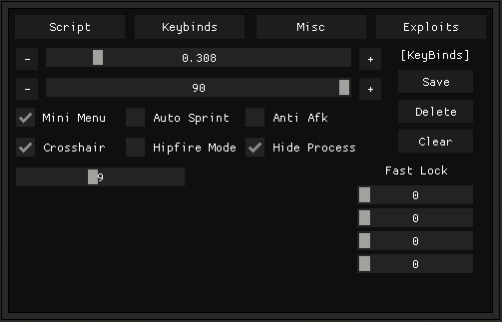 Script Keybinds Misc Exploits
- 0.308 + [KeyBinds]
- 90 + Save
Mini Menu Auto Sprint Anti Afk Delete
Crosshair Hipfire Mode Hide Process Clear
9 Fast Lock
0
0
0
0